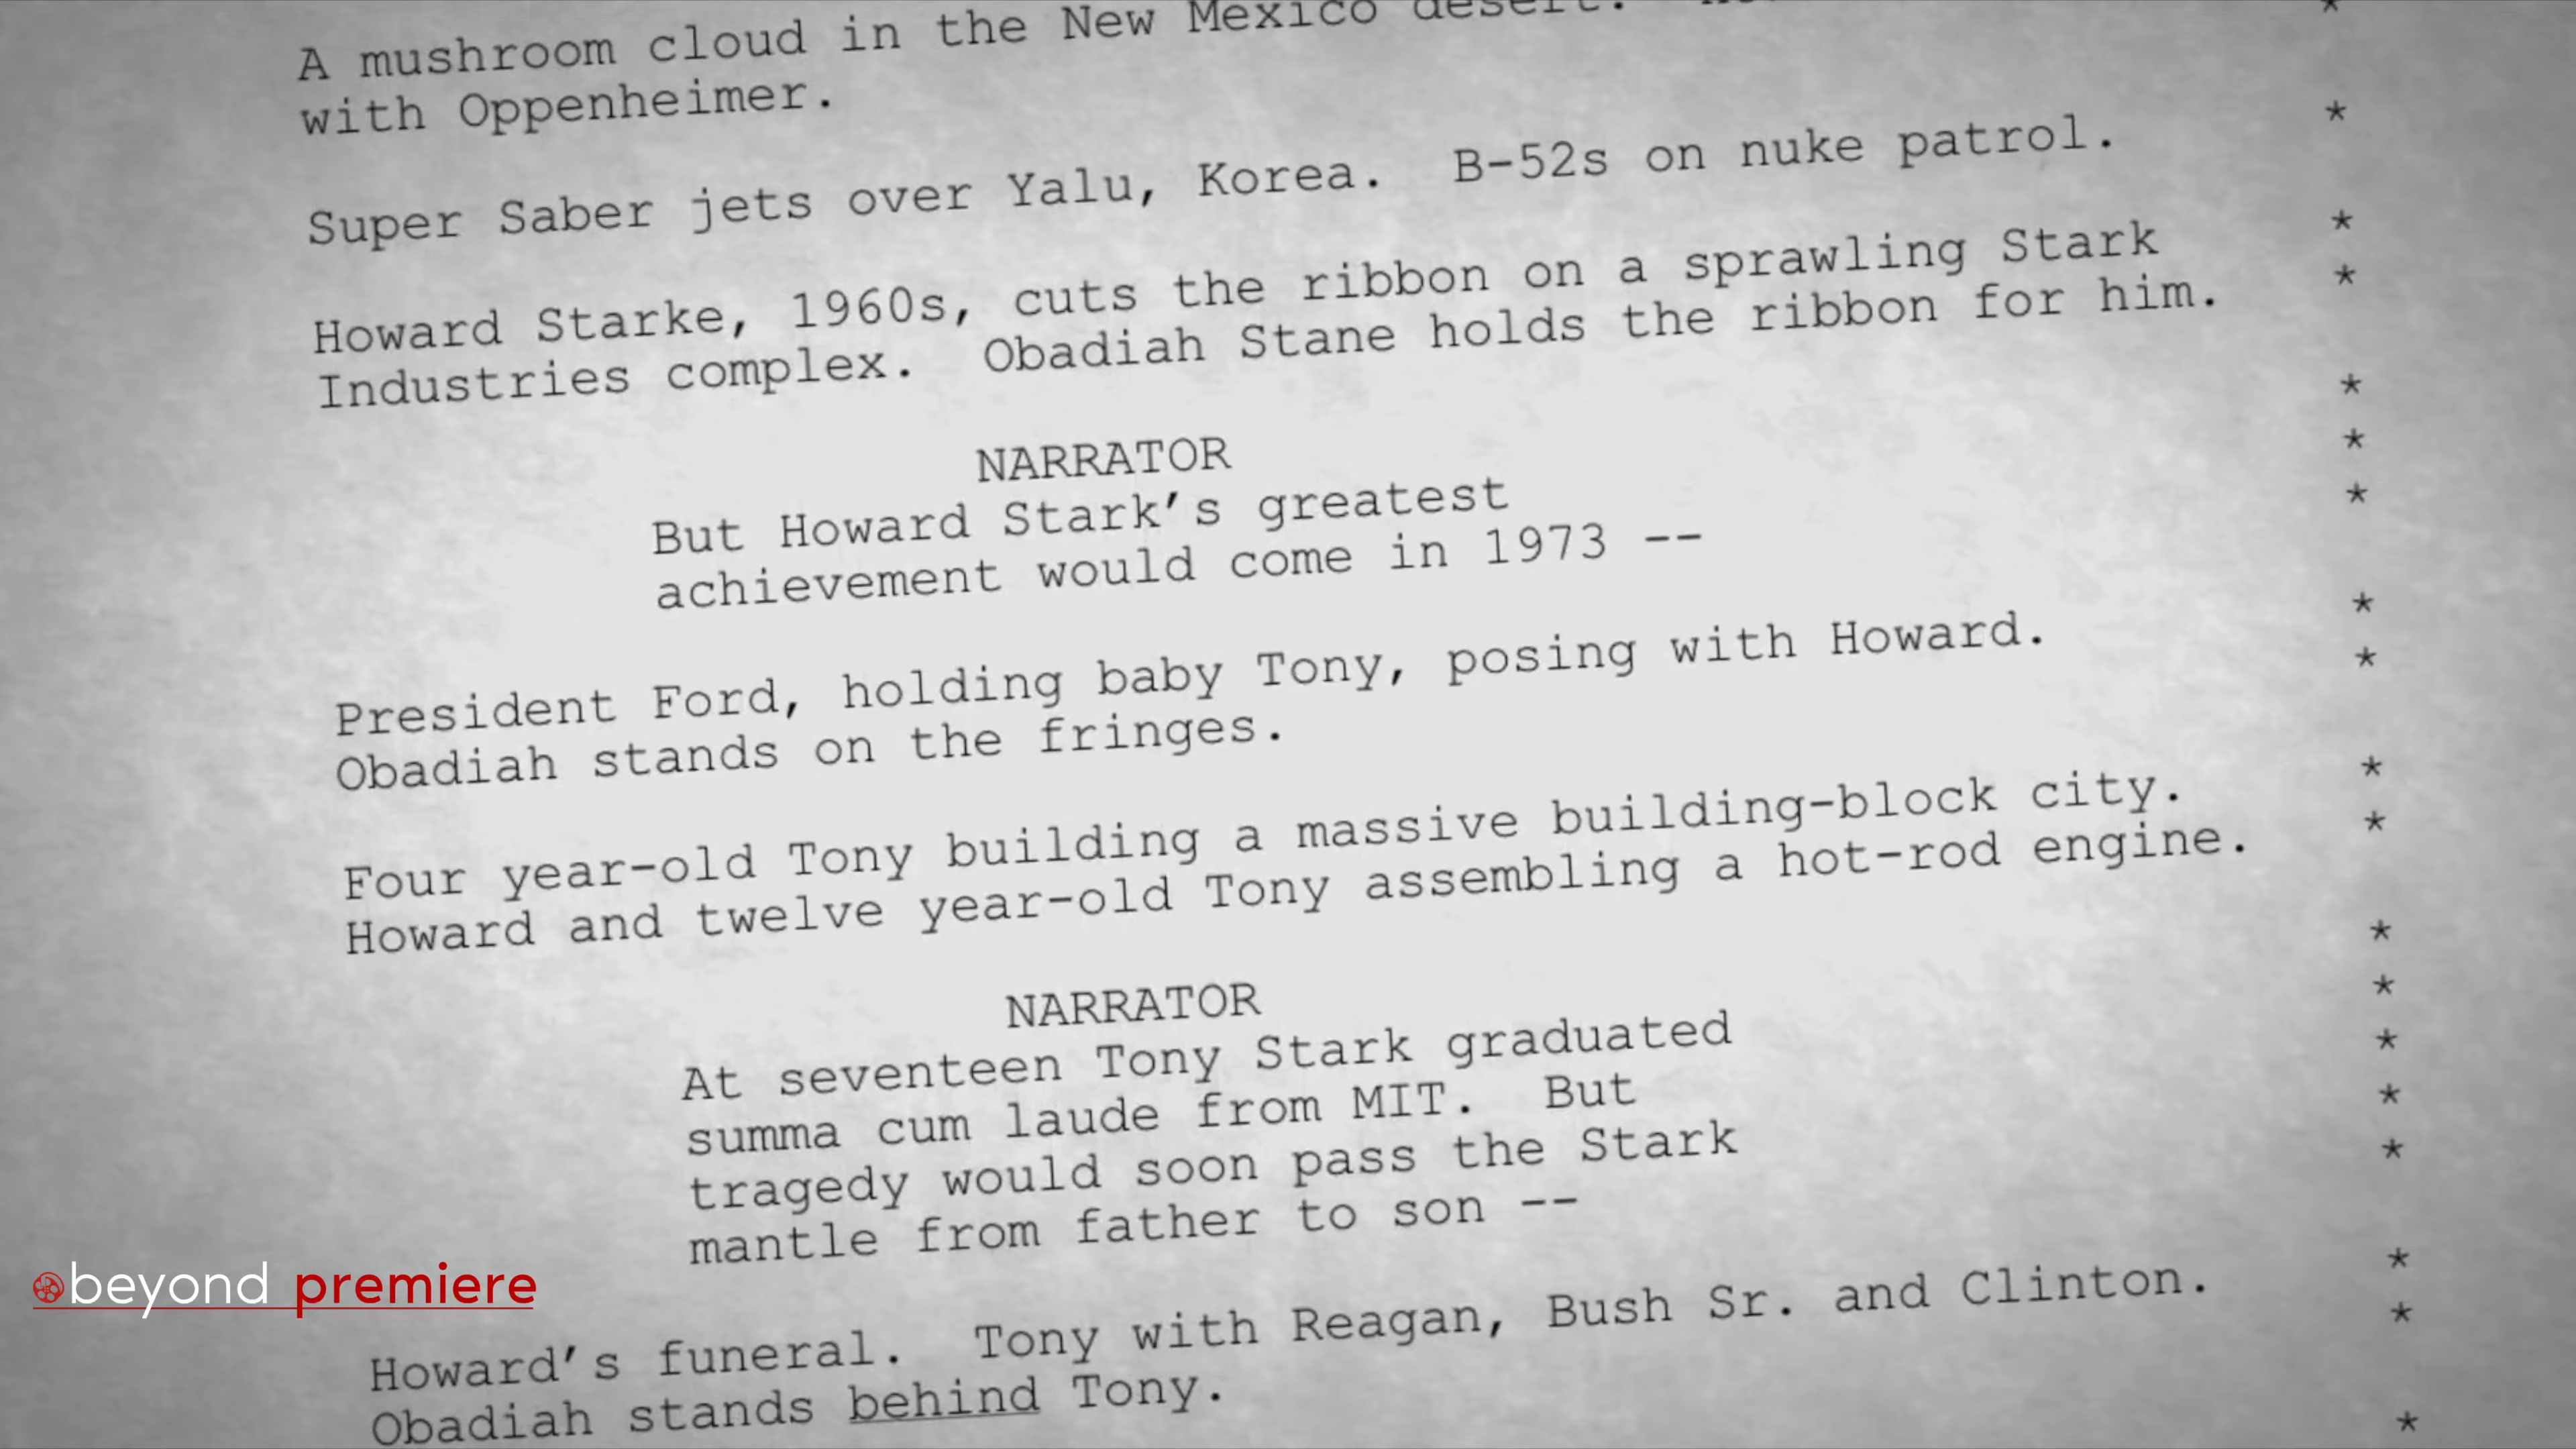 A mushroom cloud in the New Mexico desert.
with Oppenheimer.
*
Super Saber jets over Yalu, Korea.  B-52s on nuke patrol. *
Howard Starke, 1960s, cuts the ribbon on a sprawling Stark *
Industries complex.  Obadiah Stane holds the ribbon for him. *
NARRATOR *
But Howard Stark's greatest *
achievement would come in 1973 -- *
President Ford, holding baby Tony, posing with Howard. *
Obadiah stands on the fringes. *
Four year-old Tony building a massive building-block city. *
Howard and twelve year-old Tony assembling a hot-rod engine. *
NARRATOR *
At seventeen Tony Stark graduated *
summa cum laude from MIT.  But *
tragedy would soon pass the Stark *
mantle from father to son -- *
Howard's funeral.  Tony with Reagan, Bush Sr. and Clinton. *
Obadiah stands behind Tony. *
*
beyond premiere